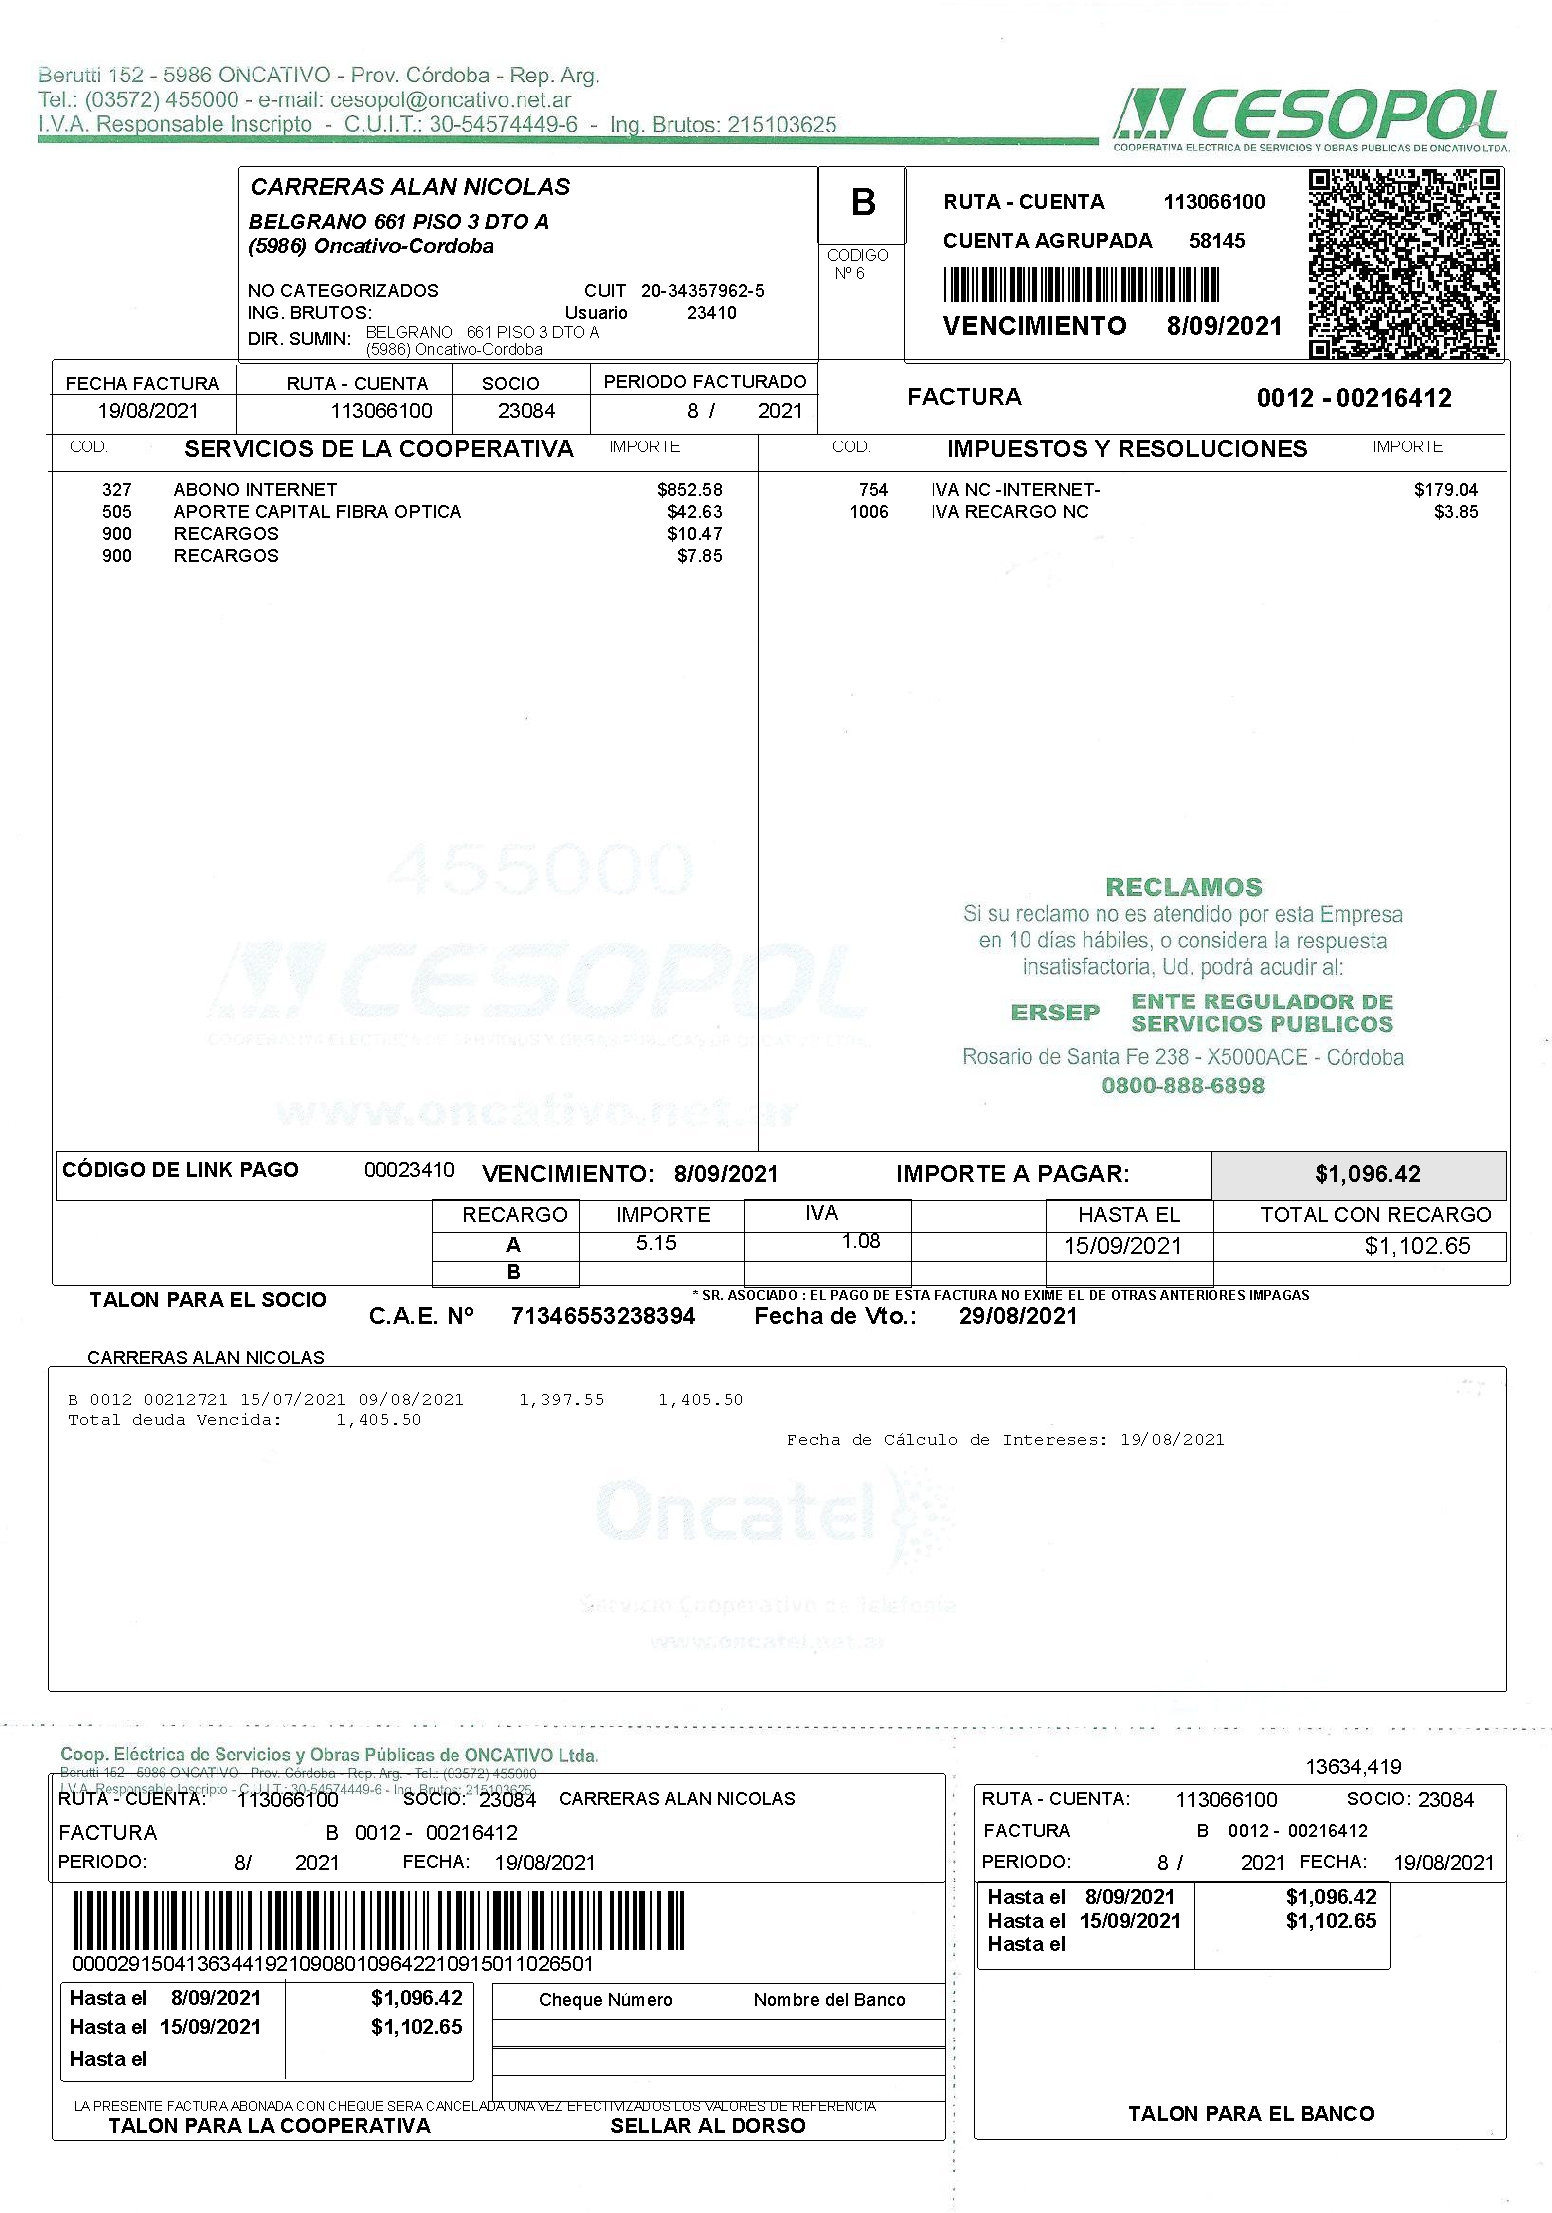 Berutti 152 - 5986 ONCATIVO - Prov. Córdoba - Rep. Arg.
Tel.: (03572) 455000 - e-mail: cesopol@oncativo.net.ar
I.V.A. Responsable Inscripto - C.U.I.T.: 30-54574449-6 - Ing. Brutos: 215103625
CESOPOL
COOPERATIVA ELECTRICA DE SERVICIOS Y OBRAS PUBLICAS DE ONCATIVO LTDA.
CARRERAS ALAN NICOLAS
BELGRANO 661 PISO 3 DTO A
(5986) Oncativo-Cordoba
NO CATEGORIZADOS CUIT 20-34357962-5
ING. BRUTOS: Usuario 23410
DIR. SUMIN: BELGRANO 661 PISO 3 DTO A
(5986) Oncativo-Cordoba
B
CODIGO
Nº 6
RUTA - CUENTA 113066100
CUENTA AGRUPADA 58145
VENCIMIENTO 8/09/2021
FECHA FACTURA RUTA - CUENTA SOCIO PERIODO FACTURADO
19/08/2021 113066100 23084 8 / 2021
FACTURA 0012 - 00216412
COD. SERVICIOS DE LA COOPERATIVA IMPORTE COD. IMPUESTOS Y RESOLUCIONES IMPORTE
327 ABONO INTERNET $852.58 754 IVA NC -INTERNET- $179.04
505 APORTE CAPITAL FIBRA OPTICA $42.63 1006 IVA RECARGO NC $3.85
900 RECARGOS $10.47
900 RECARGOS $7.85
455000
CESOPOL
COOPERATIVA ELECTRICA DE SERVICIOS Y OBRAS PUBLICAS DE ONCATIVO LTDA.
www.oncativo.net.ar
RECLAMOS
Si su reclamo no es atendido por esta Empresa
en 10 días hábiles, o considera la respuesta
insatisfactoria, Ud. podrá acudir al:
ERSEP ENTE REGULADOR DE
SERVICIOS PUBLICOS
Rosario de Santa Fe 238 - X5000ACE - Córdoba
0800-888-6898
CÓDIGO DE LINK PAGO 00023410 VENCIMIENTO: 8/09/2021 IMPORTE A PAGAR: $1,096.42
RECARGO IMPORTE IVA HASTA EL TOTAL CON RECARGO
A 5.15 1.08 15/09/2021 $1,102.65
B
TALON PARA EL SOCIO
* SR. ASOCIADO : EL PAGO DE ESTA FACTURA NO EXIME EL DE OTRAS ANTERIORES IMPAGAS
C.A.E. Nº 71346553238394 Fecha de Vto.: 29/08/2021
CARRERAS ALAN NICOLAS
B 0012 00212721 15/07/2021 09/08/2021 1,397.55 1,405.50
Total deuda Vencida: 1,405.50
Fecha de Cálculo de Intereses: 19/08/2021
Oncatel
Servicio Cooperativo de Telefonía
www.oncatel.net.ar
Coop. Eléctrica de Servicios y Obras Públicas de ONCATIVO Ltda.
Berutti 152 - 5986 ONCATIVO - Prov. Córdoba - Rep. Arg. - Tel.: (03572) 455000
I.V.A. Responsable Inscripto - C.U.I.T.: 30-54574449-6 - Ing. Brutos: 215103625
RUTA - CUENTA: 113066100 SOCIO: 23084 CARRERAS ALAN NICOLAS
FACTURA B 0012 - 00216412
PERIODO: 8/ 2021 FECHA: 19/08/2021
00002915041363441921090801096422109150110 26501
Hasta el 8/09/2021 $1,096.42
Hasta el 15/09/2021 $1,102.65
Hasta el
Cheque Número Nombre del Banco
LA PRESENTE FACTURA ABONADA CON CHEQUE SERA CANCELADA UNA VEZ EFECTIVIZADOS LOS VALORES DE REFERENCIA
TALON PARA LA COOPERATIVA SELLAR AL DORSO
13634,419
RUTA - CUENTA: 113066100 SOCIO: 23084
FACTURA B 0012 - 00216412
PERIODO: 8 / 2021 FECHA: 19/08/2021
Hasta el 8/09/2021 $1,096.42
Hasta el 15/09/2021 $1,102.65
Hasta el
TALON PARA EL BANCO